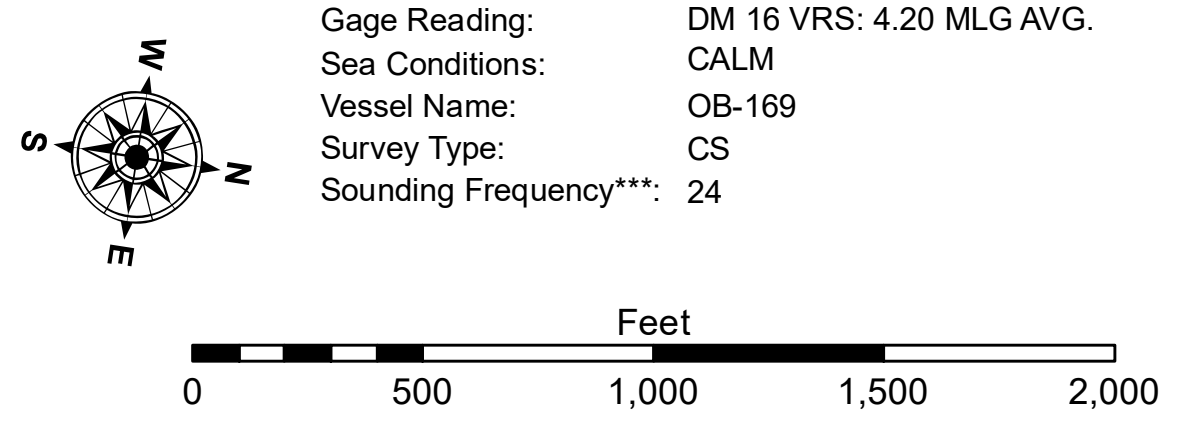 Gage Reading: DM 16 VRS: 4.20 MLG AVG.
Sea Conditions: CALM
Vessel Name: OB-169
Survey Type: CS
Sounding Frequency***: 24
W
S
N
E
Feet
0 500 1,000 1,500 2,000